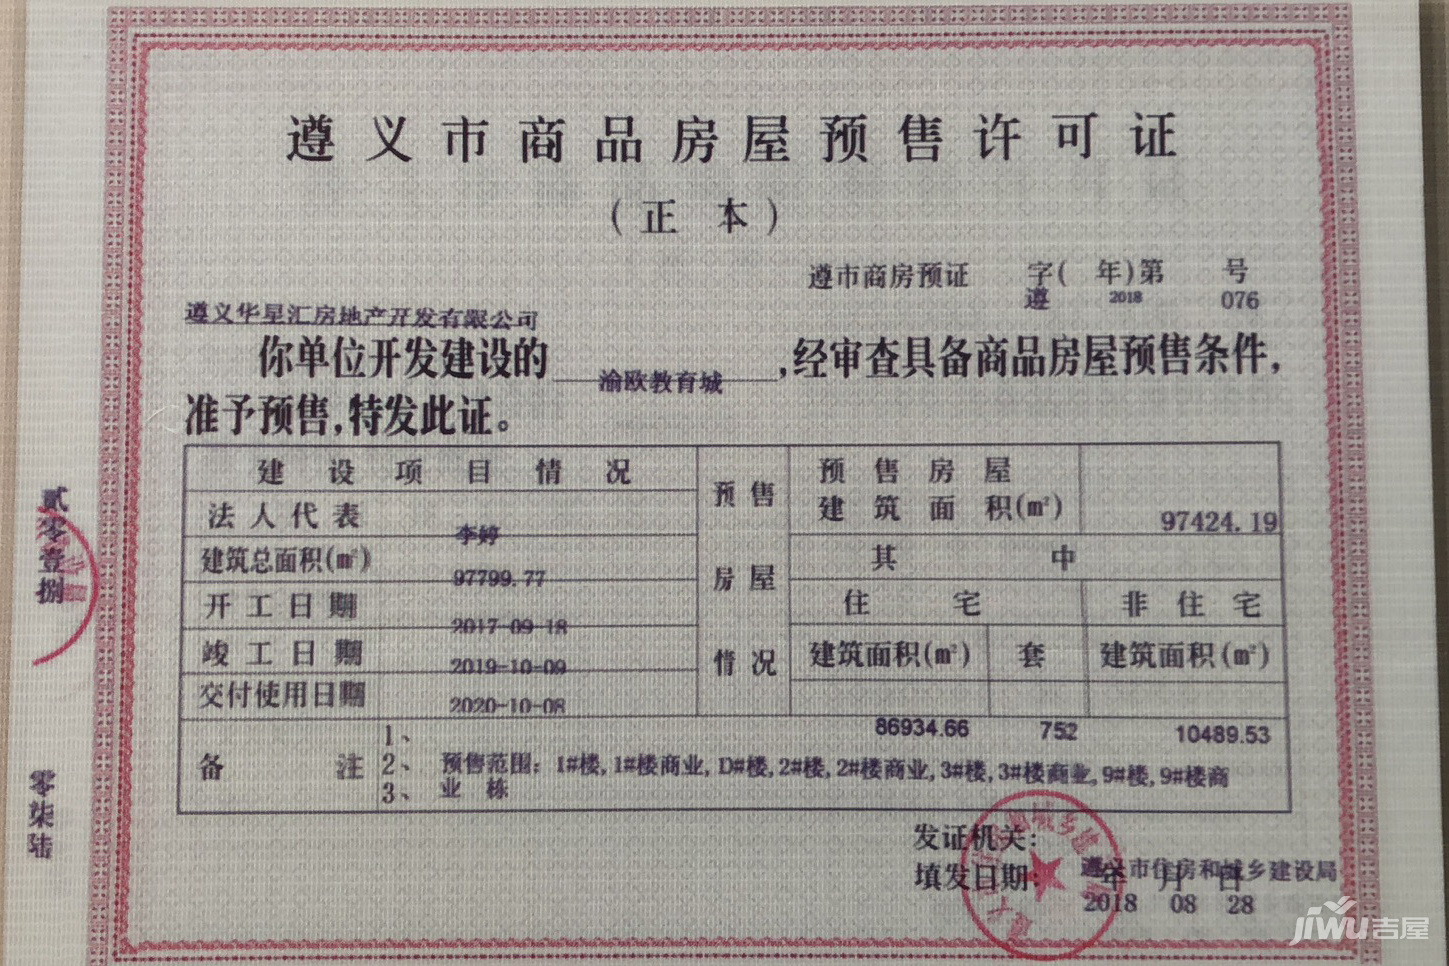 遵义市商品房屋预售许可证
(正 本)
遵市商房预证 字( 年)第 号
遵 2018 076
遵义华星汇房地产开发有限公司
你单位开发建设的 渝欧教育城 ,经审查具备商品房屋预售条件,
准予预售,特发此证。
建设项目情况
法人代表 李婷
建筑总面积(㎡) 97799.77
开工日期 2017-09-18
竣工日期 2019-10-09
交付使用日期 2020-10-08
预售房屋情况
预售房屋
建筑面积(㎡) 97424.19
其中
住宅 非住宅
建筑面积(㎡) 套 建筑面积(㎡)
86934.66 752 10489.53
备注
1、
2、 预售范围：1#楼,1#楼商业,D#楼,2#楼,2#楼商业,3#楼,3#楼商业,9#楼,9#楼商
3、 业 栋
发证机关:
遵义市住房和城乡建设局
填发日期: 年 月 日
2018 08 28
贰零壹捌
零柒陆
JIWU吉屋